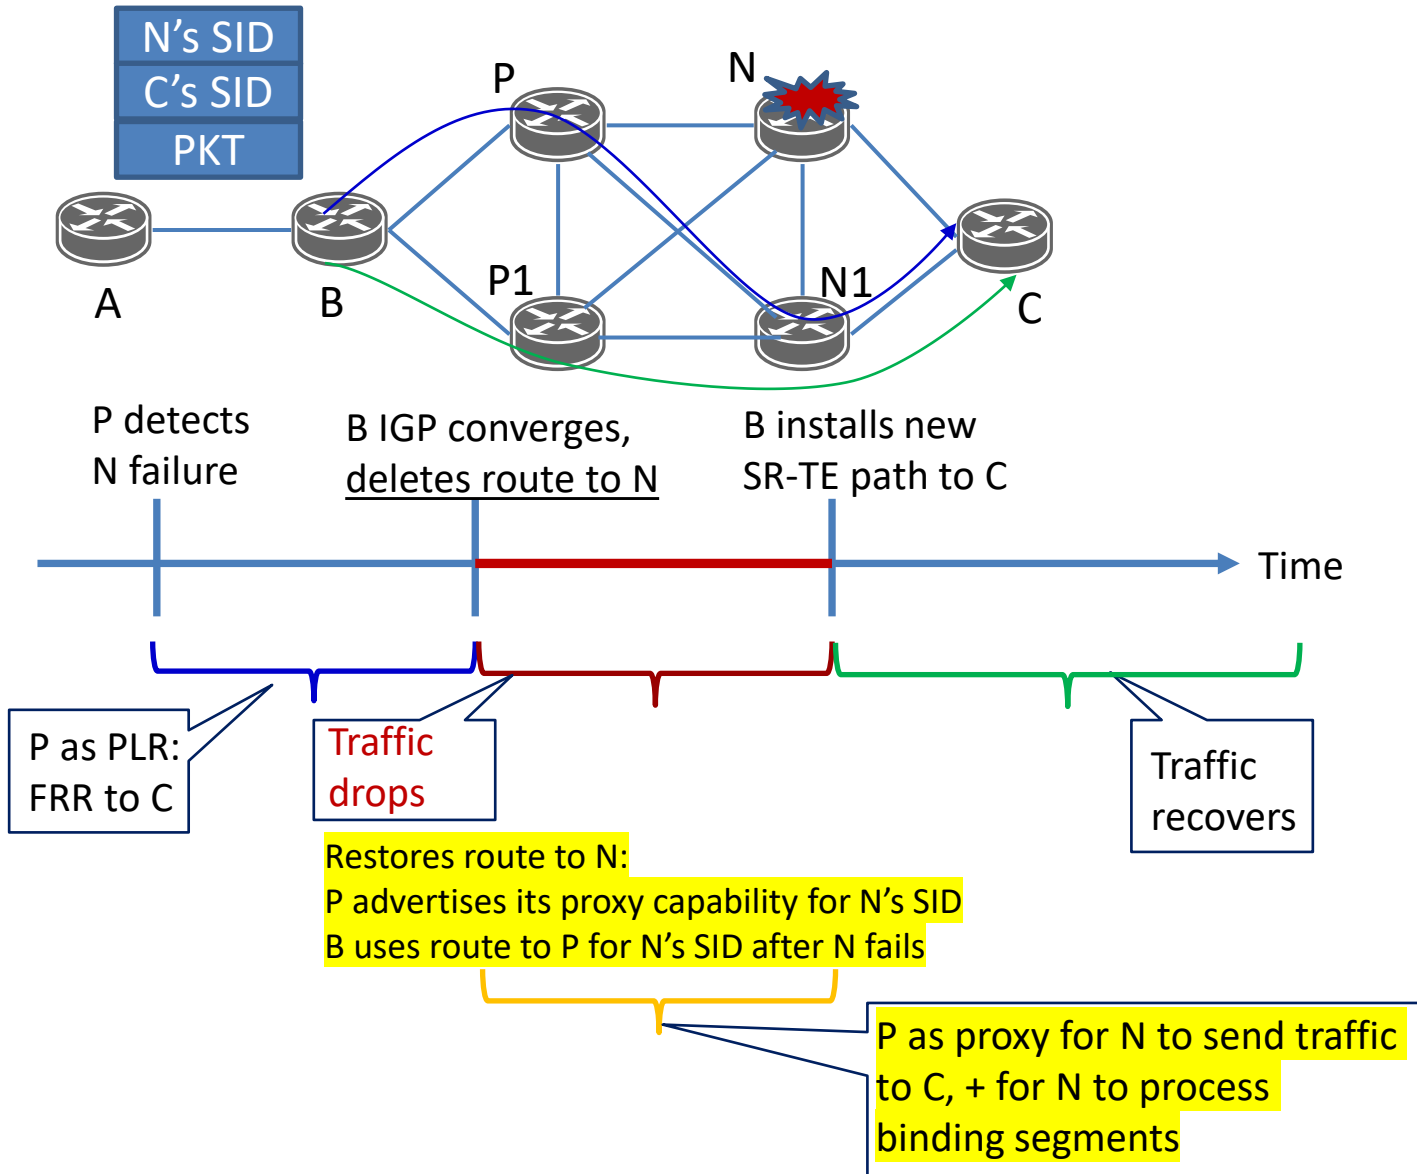 N's SID
C's SID
PKT
P
N
A
B
P1
N1
C
P detects
N failure
B IGP converges,
deletes route to N
B installs new
SR-TE path to C
Time
P as PLR:
FRR to C
Traffic
drops
Traffic
recovers
Restores route to N:
P advertises its proxy capability for N's SID
B uses route to P for N's SID after N fails
P as proxy for N to send traffic
to C, + for N to process
binding segments